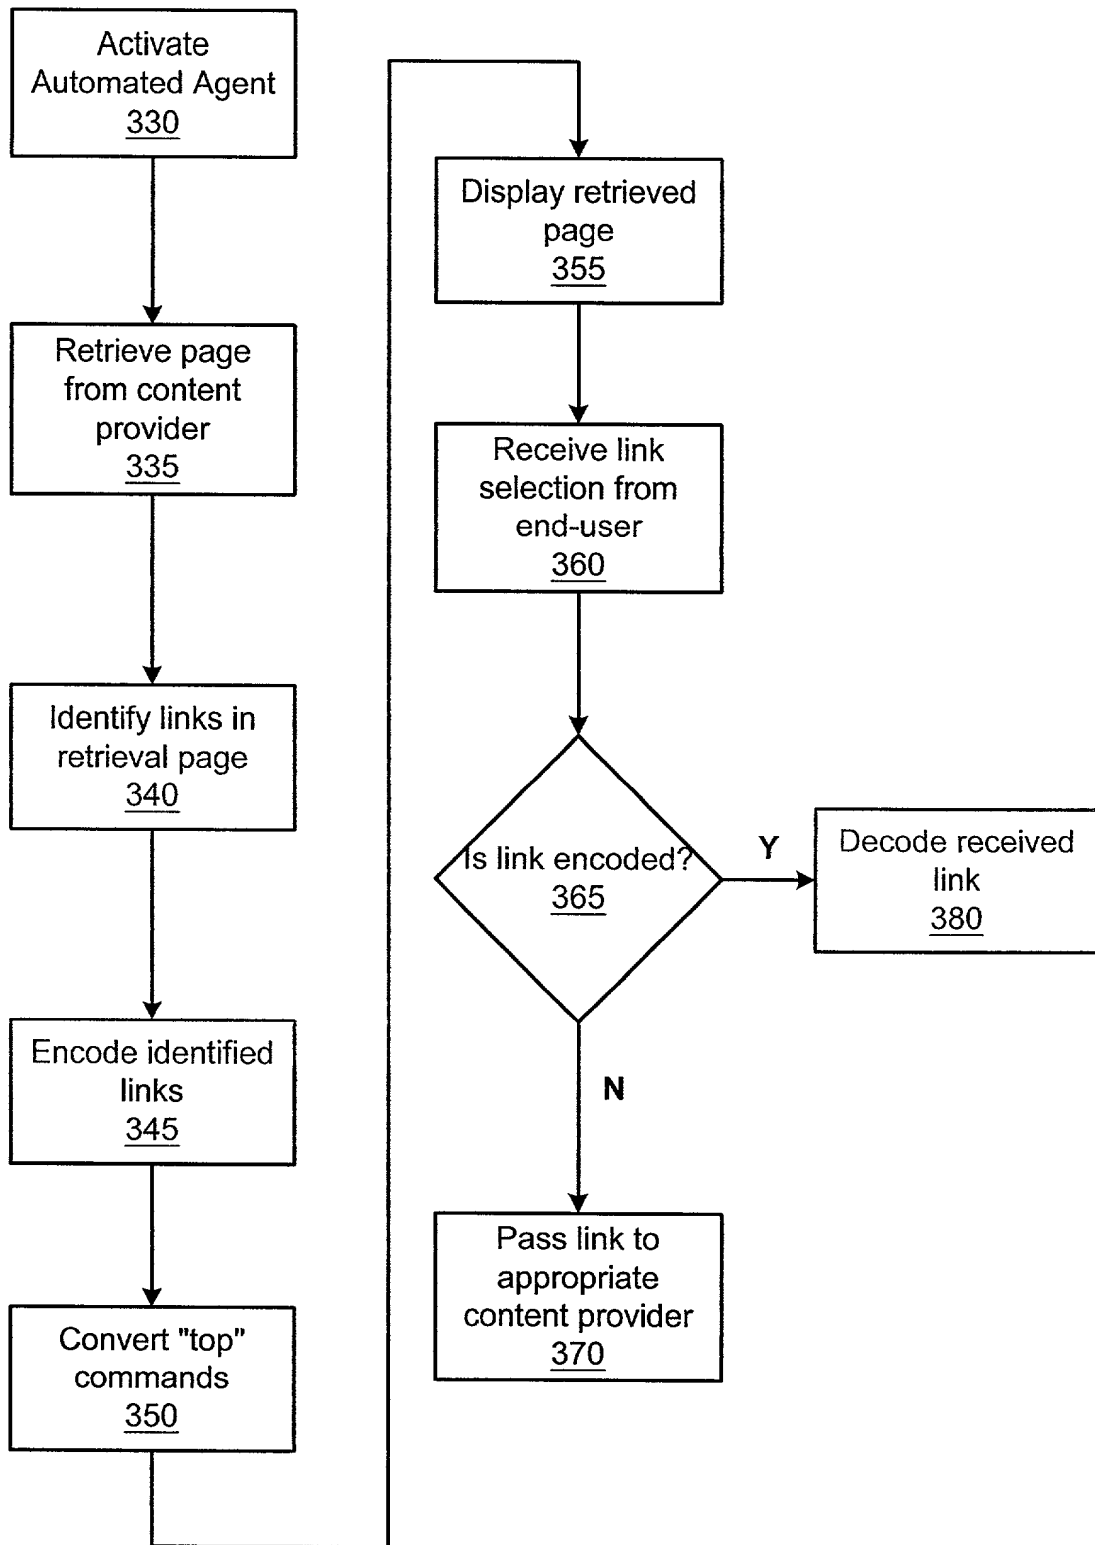 Activate
Automated Agent
330
Retrieve page
from content
provider
335
Identify links in
retrieval page
340
Encode identified
links
345
Convert "top"
commands
350
Display retrieved
page
355
Receive link
selection from
end-user
360
Is link encoded?
365
Y
Decode received
link
380
N
Pass link to
appropriate
content provider
370